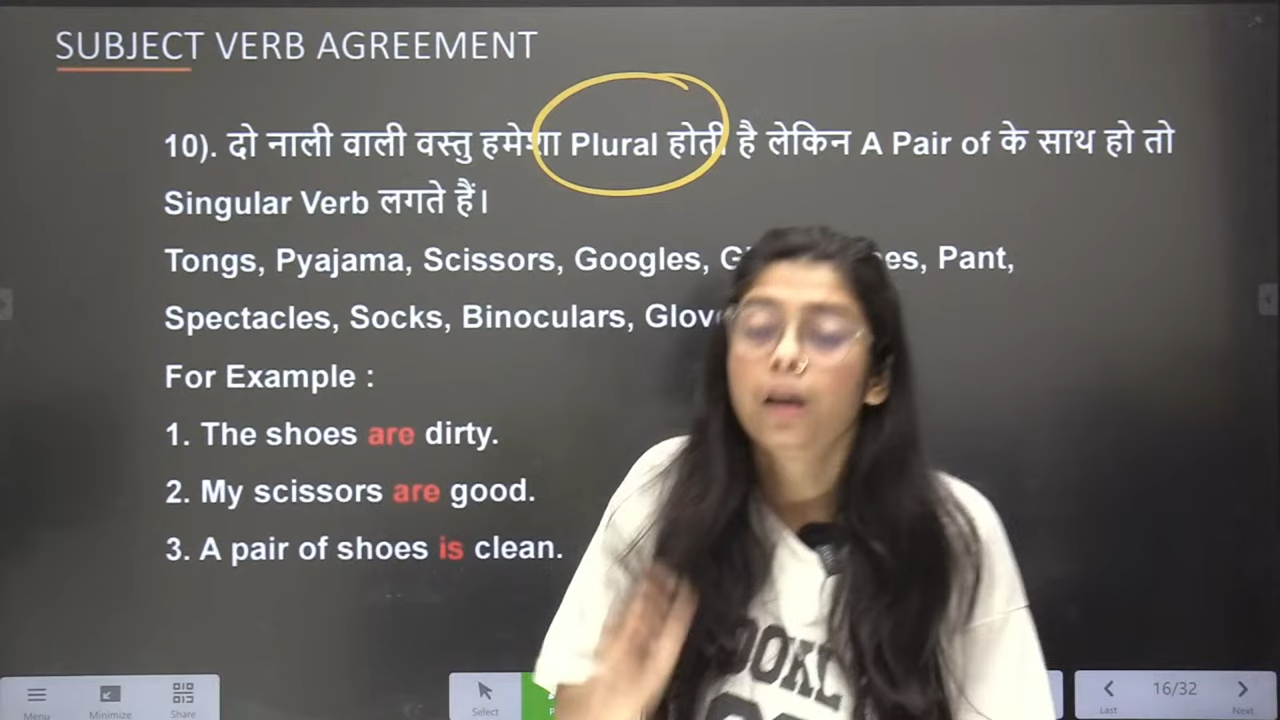 SUBJECT VERB AGREEMENT
10). दो नाली वाली वस्तु हमेशा Plural होती है लेकिन A Pair of के साथ हो तो
Singular Verb लगते हैं।
Tongs, Pyajama, Scissors, Googles, Pant,
Spectacles, Socks, Binoculars,
For Example :
1. The shoes are dirty.
2. My scissors are good.
3. A pair of shoes is clean.
Menu Minimize Share Select Last 16/32 Next